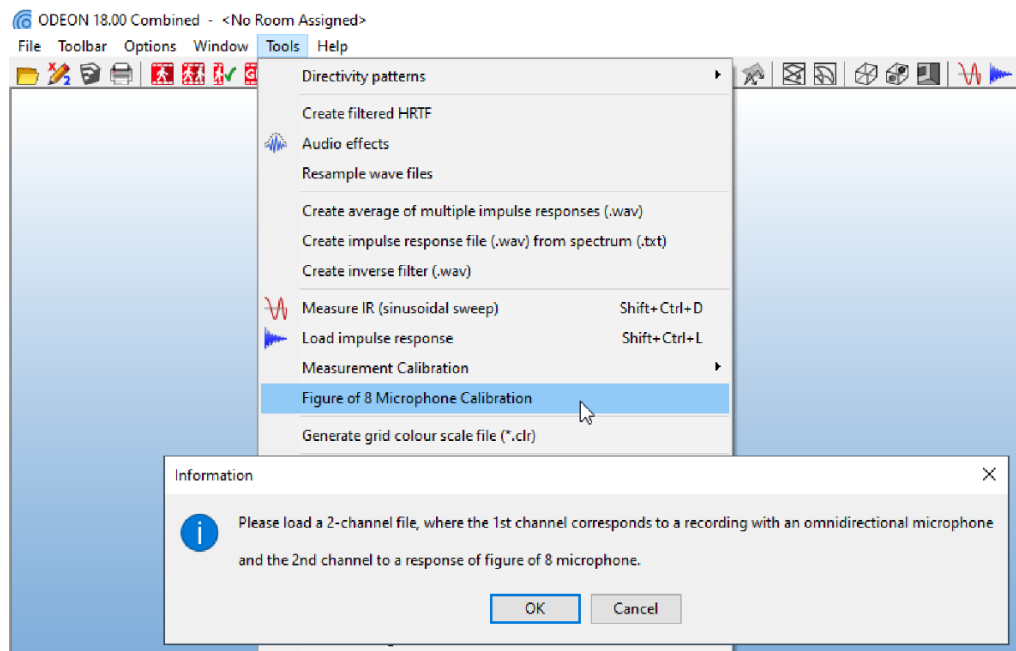 ODEON 18.00 Combined - <No Room Assigned>
File Toolbar Options Window Tools Help
Directivity patterns
Create filtered HRTF
Audio effects
Resample wave files
Create average of multiple impulse responses (.wav)
Create impulse response file (.wav) from spectrum (.txt)
Create inverse filter (.wav)
Measure IR (sinusoidal sweep) Shift+Ctrl+D
Load impulse response Shift+Ctrl+L
Measurement Calibration
Figure of 8 Microphone Calibration
Generate grid colour scale file (*.clr)
Information
Please load a 2-channel file, where the 1st channel corresponds to a recording with an omnidirectional microphone
and the 2nd channel to a response of figure of 8 microphone.
OK Cancel